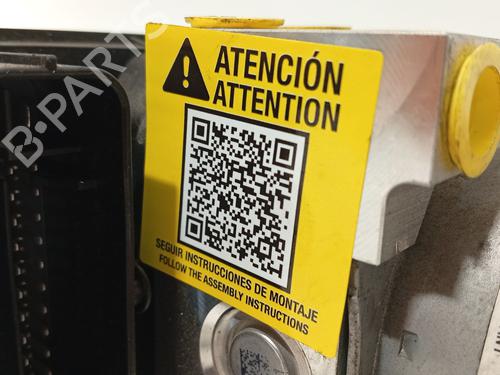 B-PARTS
ATENCIÓN
ATTENTION
SEGUIR INSTRUCCIONES DE MONTAJE
FOLLOW THE ASSEMBLY INSTRUCTIONS